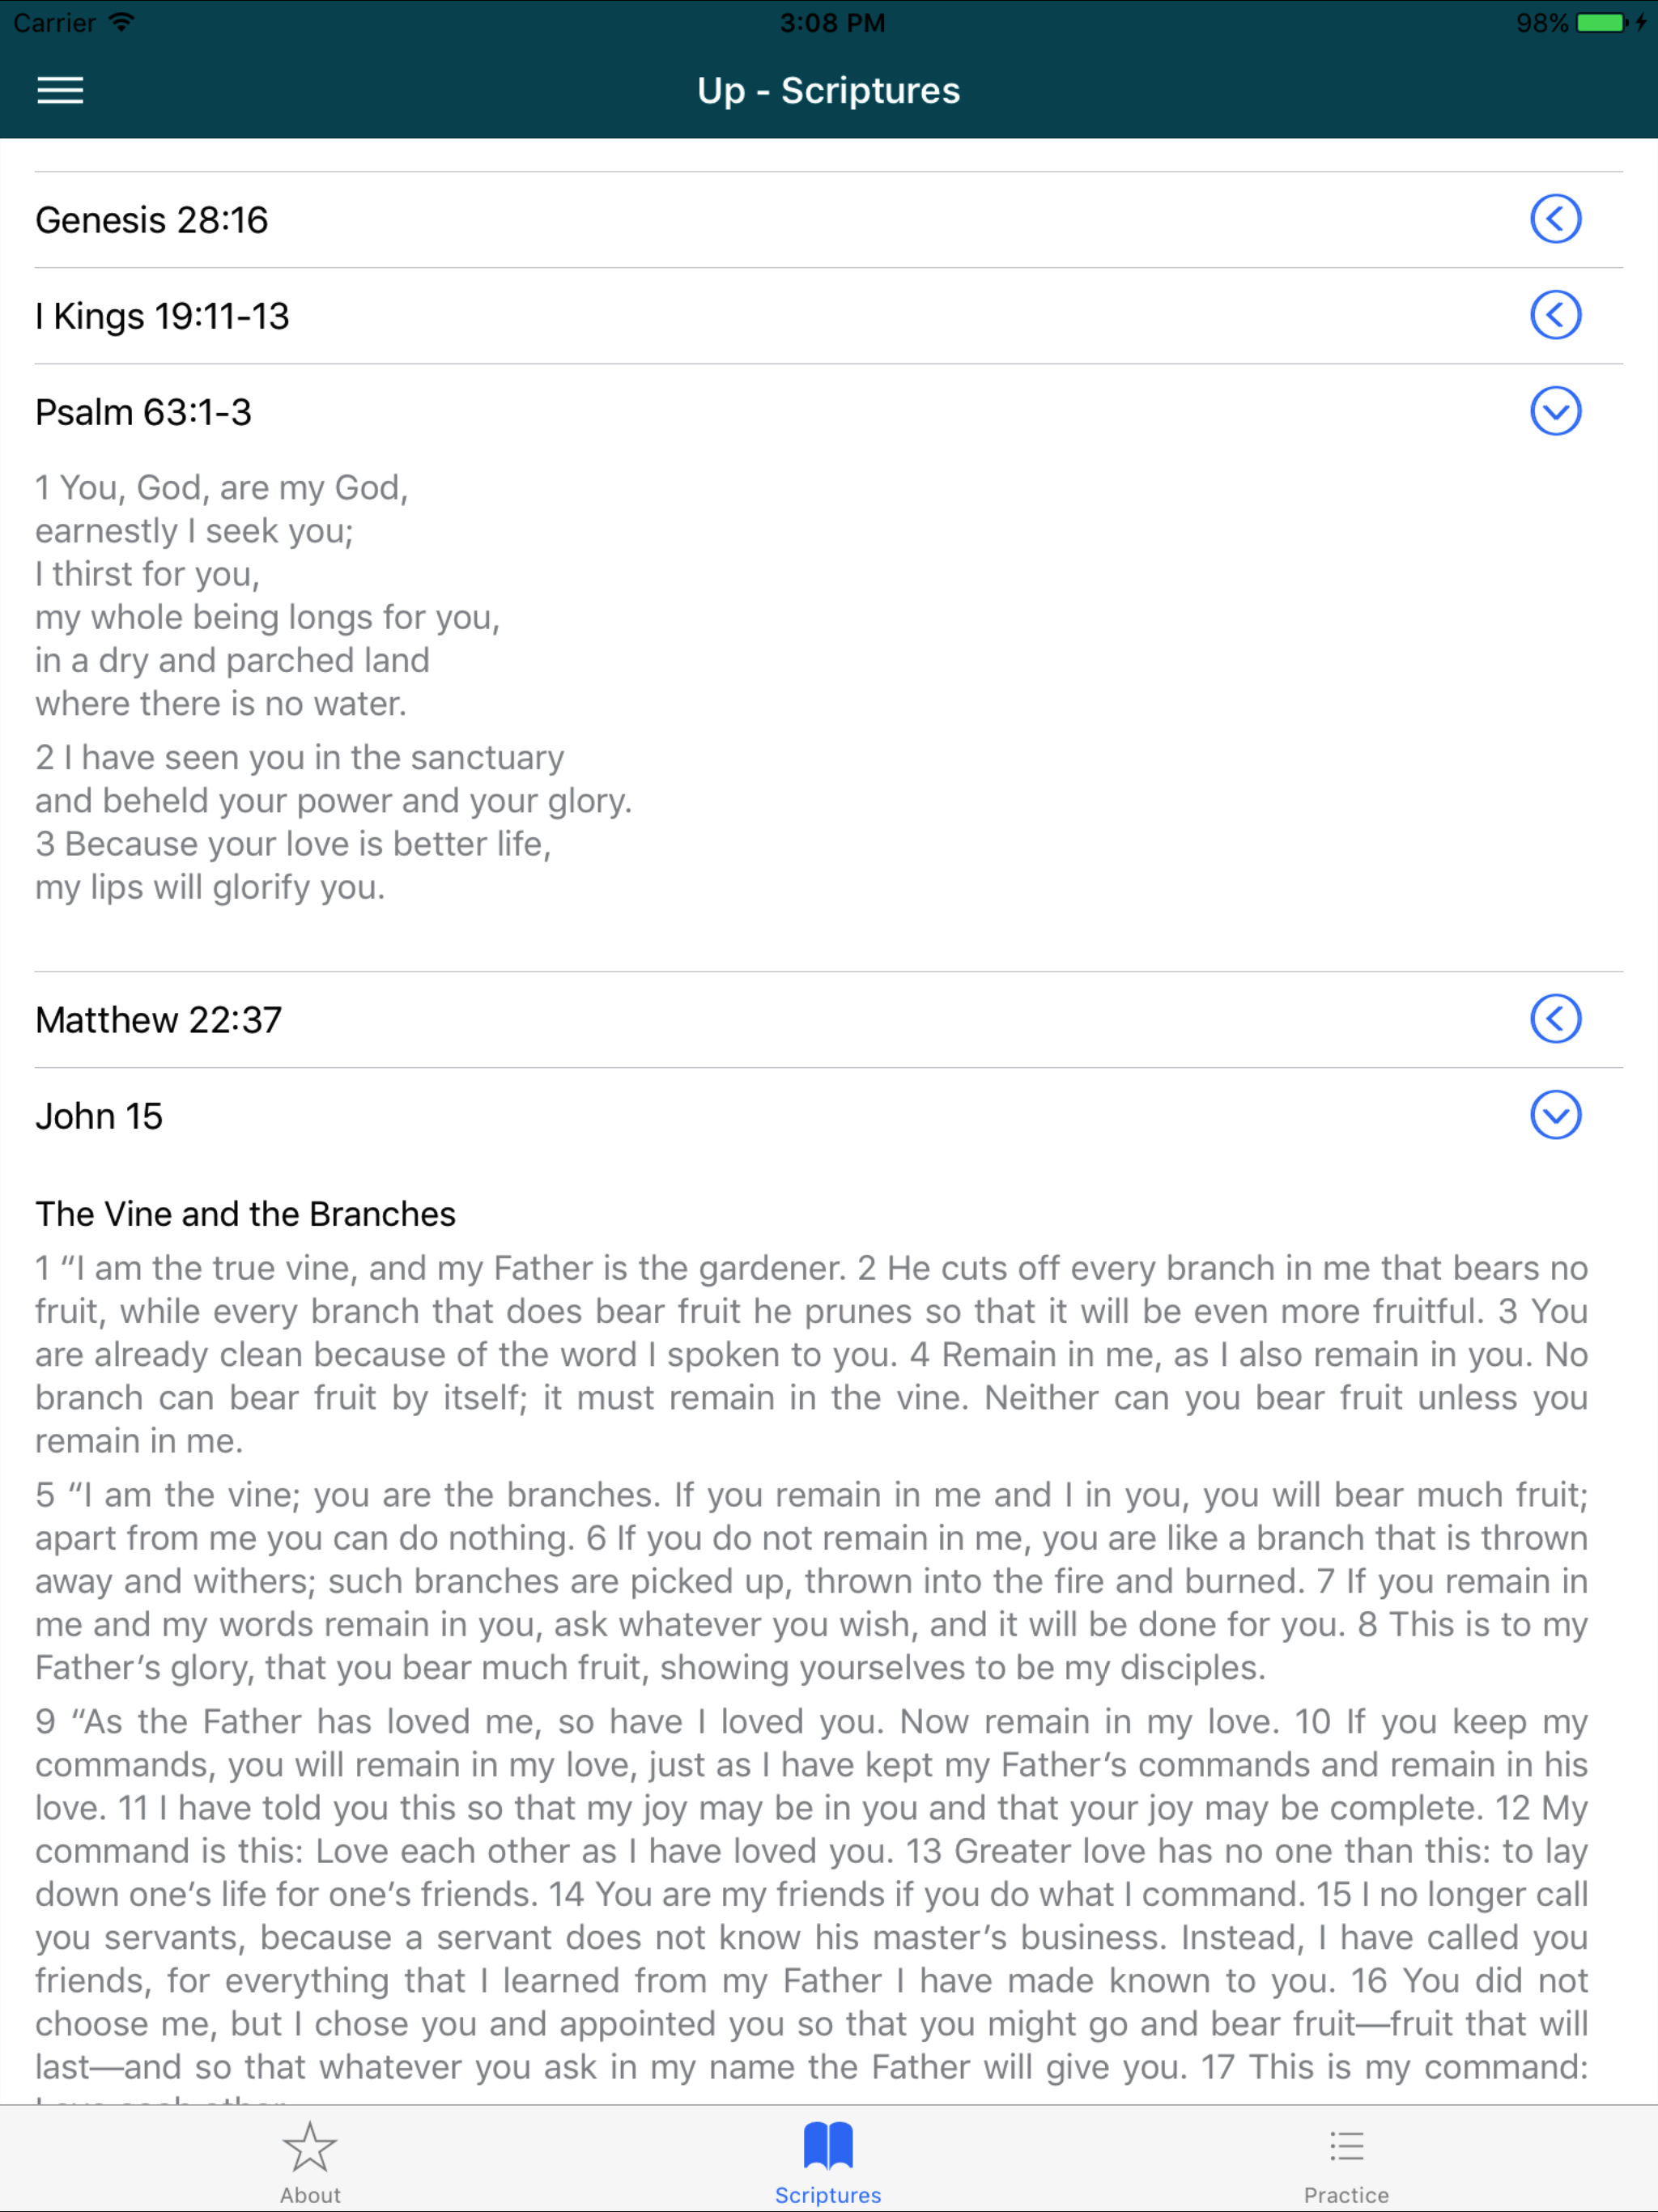 Carrier
3:08 PM
98%
Up - Scriptures
Genesis 28:16
I Kings 19:11-13
Psalm 63:1-3
1 You, God, are my God,
earnestly I seek you;
I thirst for you,
my whole being longs for you,
in a dry and parched land
where there is no water.
2 I have seen you in the sanctuary
and beheld your power and your glory.
3 Because your love is better life,
my lips will glorify you.
Matthew 22:37
John 15
The Vine and the Branches
1 “I am the true vine, and my Father is the gardener. 2 He cuts off every branch in me that bears no
fruit, while every branch that does bear fruit he prunes so that it will be even more fruitful. 3 You
are already clean because of the word I spoken to you. 4 Remain in me, as I also remain in you. No
branch can bear fruit by itself; it must remain in the vine. Neither can you bear fruit unless you
remain in me.
5 “I am the vine; you are the branches. If you remain in me and I in you, you will bear much fruit;
apart from me you can do nothing. 6 If you do not remain in me, you are like a branch that is thrown
away and withers; such branches are picked up, thrown into the fire and burned. 7 If you remain in
me and my words remain in you, ask whatever you wish, and it will be done for you. 8 This is to my
Father’s glory, that you bear much fruit, showing yourselves to be my disciples.
9 “As the Father has loved me, so have I loved you. Now remain in my love. 10 If you keep my
commands, you will remain in my love, just as I have kept my Father’s commands and remain in his
love. 11 I have told you this so that my joy may be in you and that your joy may be complete. 12 My
command is this: Love each other as I have loved you. 13 Greater love has no one than this: to lay
down one’s life for one’s friends. 14 You are my friends if you do what I command. 15 I no longer call
you servants, because a servant does not know his master’s business. Instead, I have called you
friends, for everything that I learned from my Father I have made known to you. 16 You did not
choose me, but I chose you and appointed you so that you might go and bear fruit—fruit that will
last—and so that whatever you ask in my name the Father will give you. 17 This is my command:
About
Scriptures
Practice